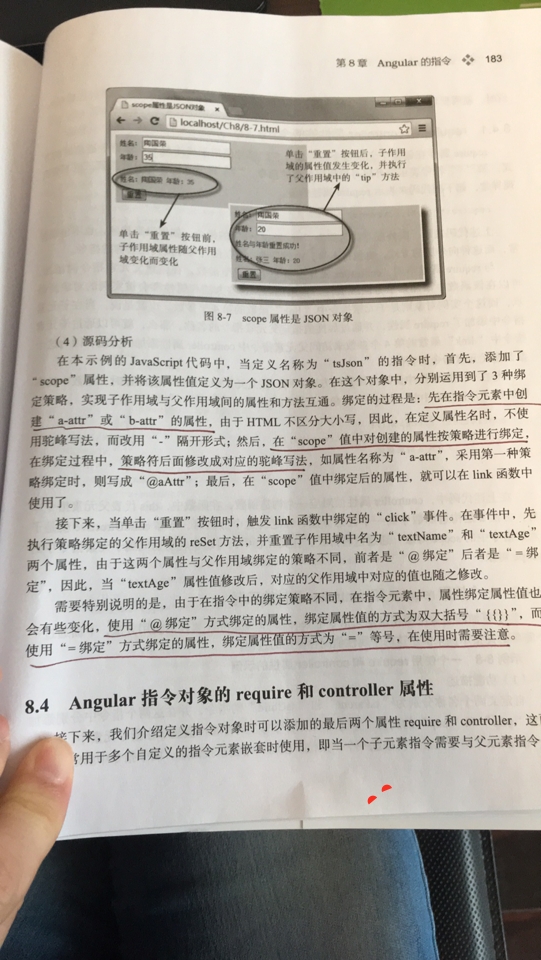 第 8 章 Angular 的指令 183
scope属性是JSON对象
localhost/Ch8/8-7.html
姓名：陶国荣
年龄：35
姓名：陶国荣 年龄：35
重置
单击“重置”按钮后，子作用
域的属性值发生变化，并执行
了父作用域中的“tip”方法
单击“重置”按钮前，
子作用域属性随父作用
域变化而变化
姓名：陶国荣
年龄：20
姓名与年龄重置成功！
姓名：张三 年龄：20
重置
图 8-7 scope 属性是 JSON 对象
（4）源码分析
在本示例的 JavaScript 代码中，当定义名称为“tsJson”的指令时，首先，添加了
“scope”属性，并将该属性值定义为一个 JSON 对象。在这个对象中，分别运用到了 3 种绑
定策略，实现子作用域与父作用域间的属性和方法互通。绑定的过程是：先在指令元素中创
建“a-attr”或“b-attr”的属性，由于 HTML 不区分大小写，因此，在定义属性名时，不使
用驼峰写法，而改用“-”隔开形式；然后，在“scope”值中对创建的属性按策略进行绑定，
在绑定过程中，策略符后面修改成对应的驼峰写法，如属性名称为“a-attr”，采用第一种策
略绑定时，则写成“@aAttr”；最后，在“scope”值中绑定后的属性，就可以在 link 函数中
使用了。
接下来，当单击“重置”按钮时，触发 link 函数中绑定的“click”事件。在事件中，先
执行策略绑定的父作用域的 reSet 方法，并重置子作用域中名为“textName”和“textAge”
两个属性，由于这两个属性与父作用域绑定的策略不同，前者是“@ 绑定”后者是“= 绑
定”，因此，当“textAge”属性值修改后，对应的父作用域中对应的值也随之修改。
需要特别说明的是，由于在指令中的绑定策略不同，在指令元素中，属性绑定属性值也
会有些变化，使用“@ 绑定”方式绑定的属性，绑定属性值的方式为双大括号“{{}}”，而
使用“= 绑定”方式绑定的属性，绑定属性值的方式为“=”等号，在使用时需要注意。
8.4 Angular 指令对象的 require 和 controller 属性
接下来，我们介绍定义指令对象时可以添加的最后两个属性 require 和 controller，这
常用于多个自定义的指令元素嵌套时使用，即当一个子元素指令需要与父元素指令